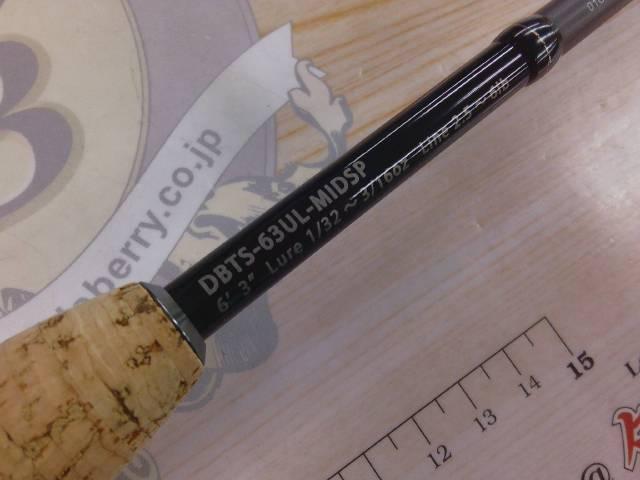 B
inberry.co.jp
DBTS-63UL-MIDSP
6' 3" Lure 1/32 ~ 3/16oz Line 2.5 ~ 6lb
12 13 14 15
@